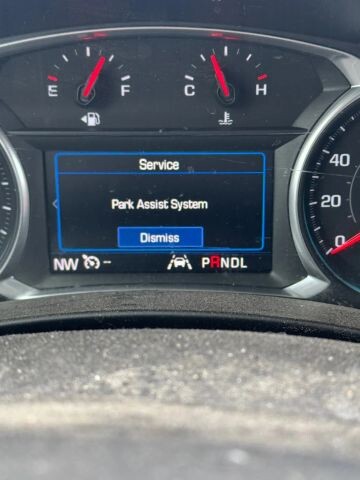 E F C H
Service
Park Assist System
Dismiss
NW -- PRNDL
40
20
0